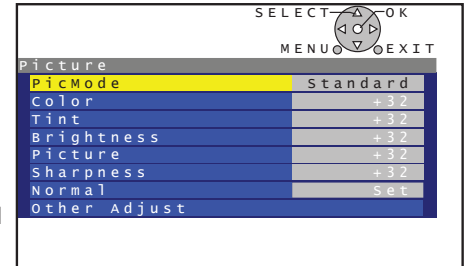 SELECT OK
MENU EXIT
Picture
PicMode Standard
Color +32
Tint +32
Brightness +32
Picture +32
Sharpness +32
Normal Set
Other Adjust